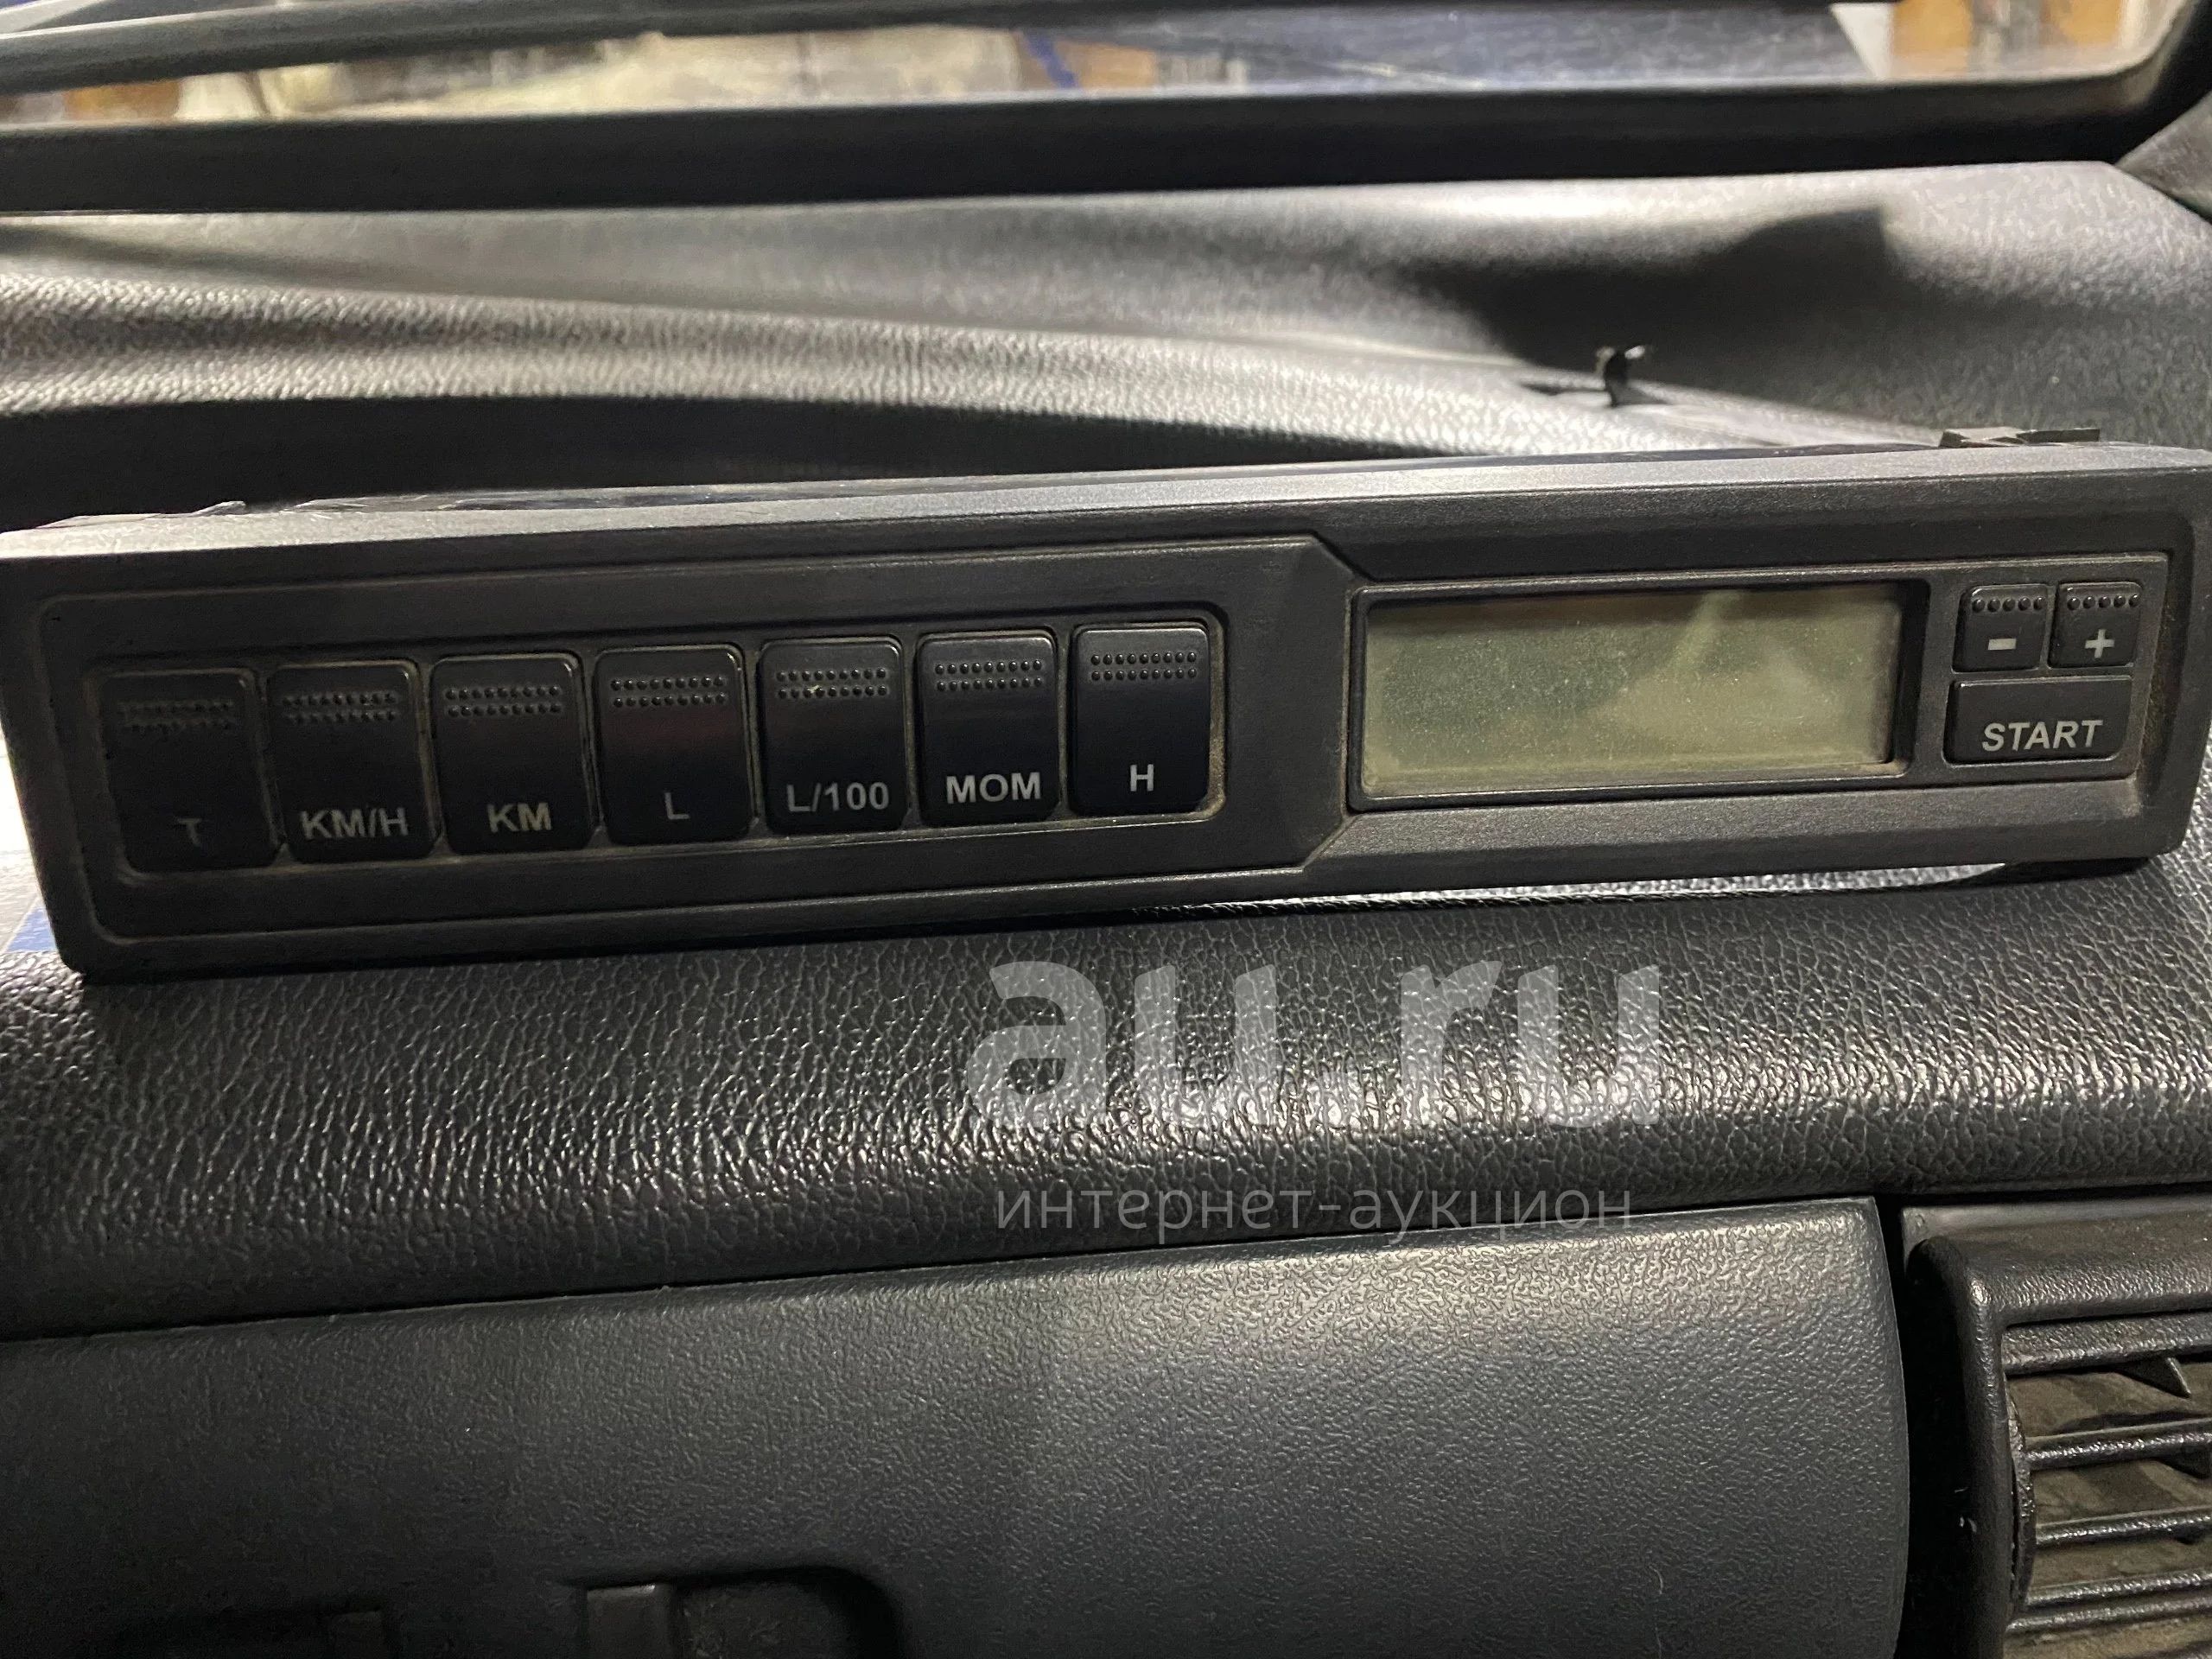 T KM/H KM L L/100 MOM H - +
START
au.ru
интернет-аукцион